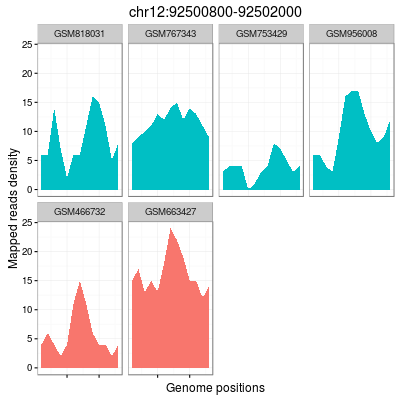 chr12:92500800-92502000
GSM818031 GSM767343 GSM753429 GSM956008
25
20
15
10
5
0
GSM466732 GSM663427
25
20
15
10
5
0
Mapped reads density
Genome positions